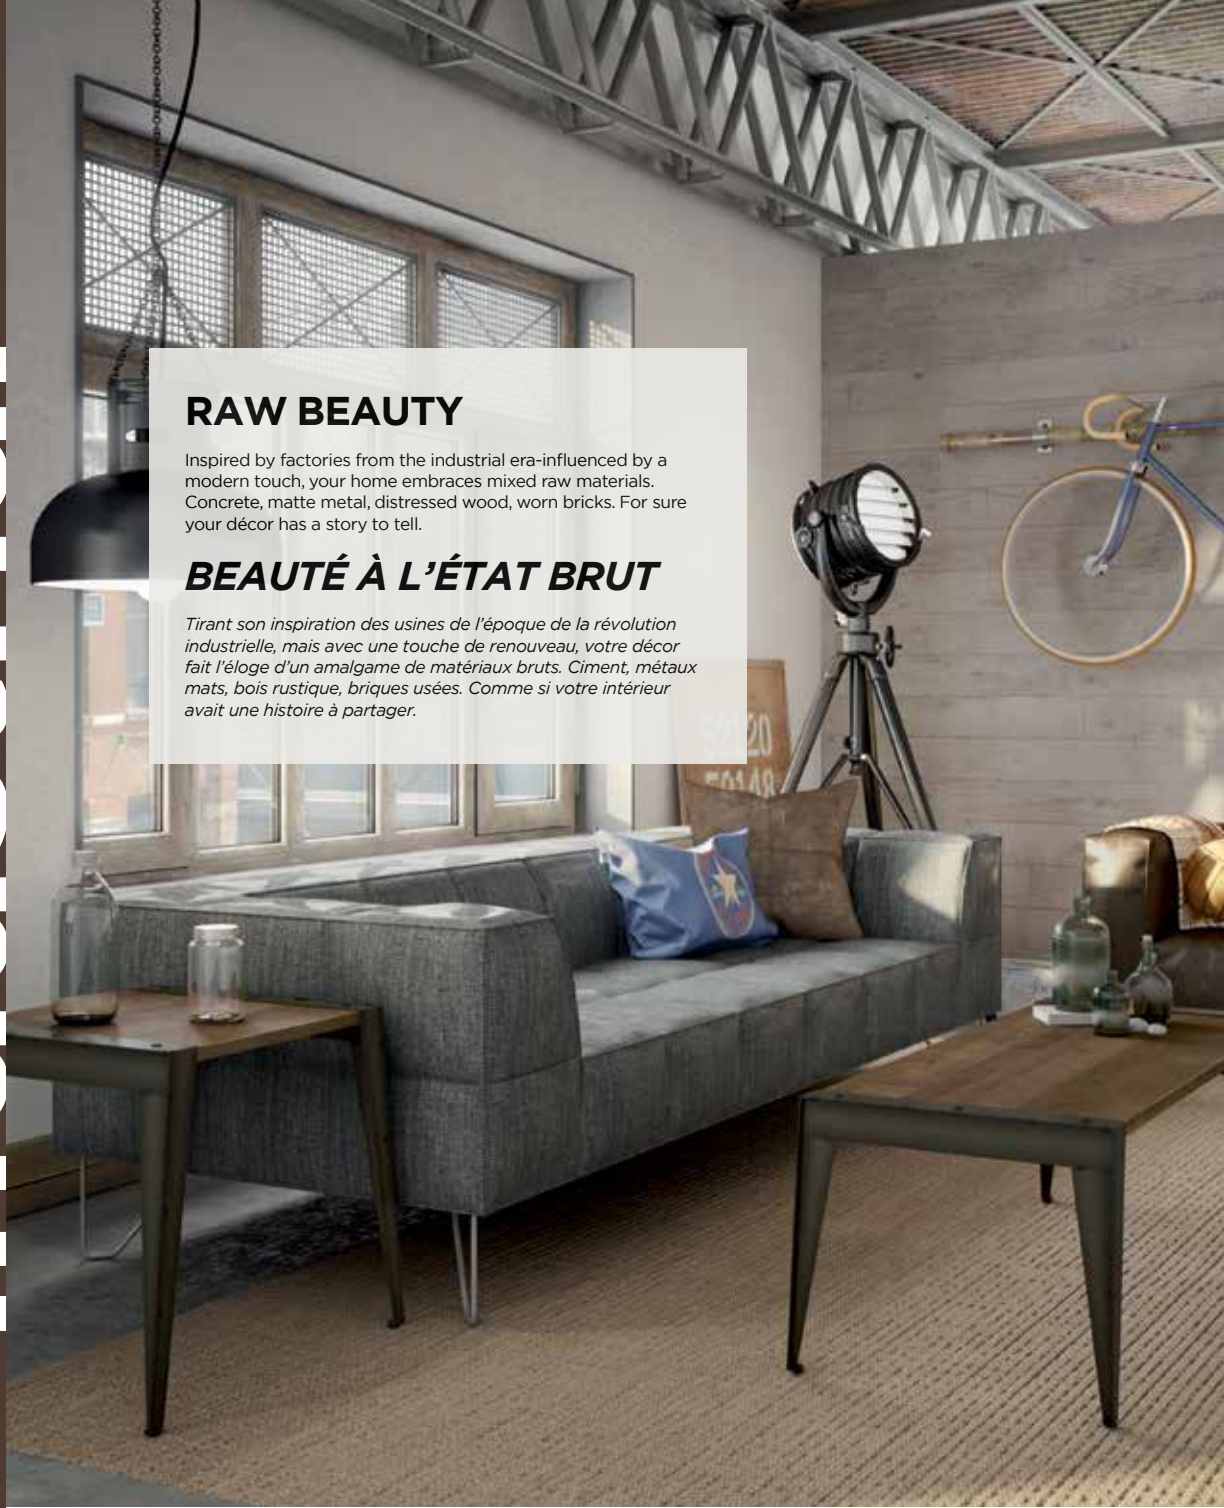 RAW BEAUTY
Inspired by factories from the industrial era-influenced by a
modern touch, your home embraces mixed raw materials.
Concrete, matte metal, distressed wood, worn bricks. For sure
your décor has a story to tell.
BEAUTÉ À L’ÉTAT BRUT
Tirant son inspiration des usines de l’époque de la révolution
industrielle, mais avec une touche de renouveau, votre décor
fait l’éloge d’un amalgame de matériaux bruts. Ciment, métaux
mats, bois rustique, briques usées. Comme si votre intérieur
avait une histoire à partager.
52120
50148